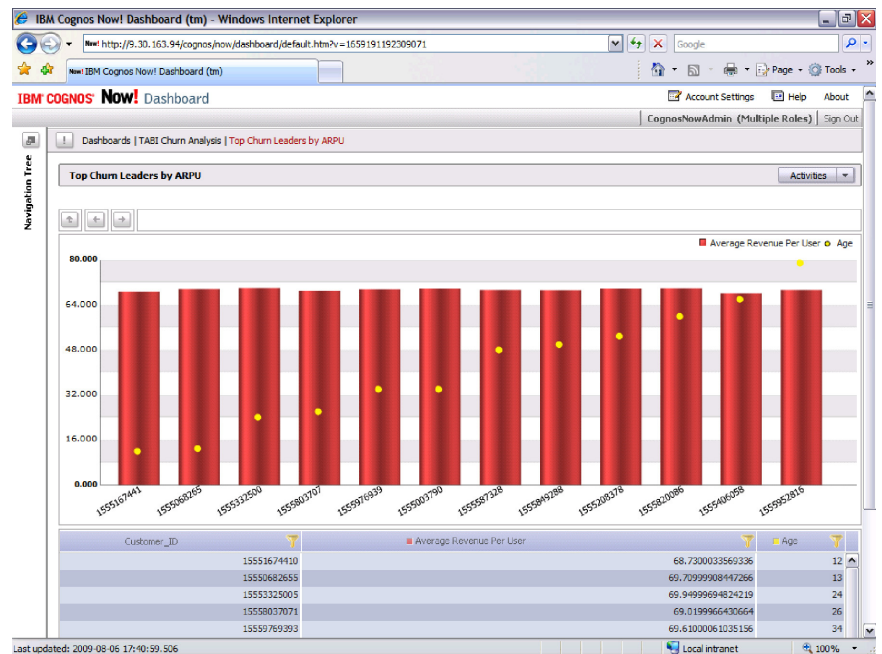 IBM Cognos Now! Dashboard (tm) - Windows Internet Explorer
Now! http://9.30.163.94/cognos/now/dashboard/default.htm?v=1659191192309071
Google
Now! IBM Cognos Now! Dashboard (tm)
Page Tools
IBM COGNOS Now! Dashboard
Account Settings Help About
CognosNowAdmin (Multiple Roles) Sign Out
! Dashboards | TABI Churn Analysis | Top Churn Leaders by ARPU
Navigation Tree
Top Churn Leaders by ARPU
Activities
Average Revenue Per User Age
80.000
64.000
48.000
32.000
16.000
0.000
1555167441 1555068265 1555332500 1555803707 1555976939 1555003790 1555587328 1555849288 1555208378 1555820086 1555406058 1555952816
Customer_ID Average Revenue Per User Age
15551674410 68.7300033569336 12
15550682655 69.70999908447266 13
15553325005 69.94999694824219 24
15558037071 69.0199966430664 26
15559769393 69.61000061035156 34
Last updated: 2009-08-06 17:40:59.506 Local intranet 100%